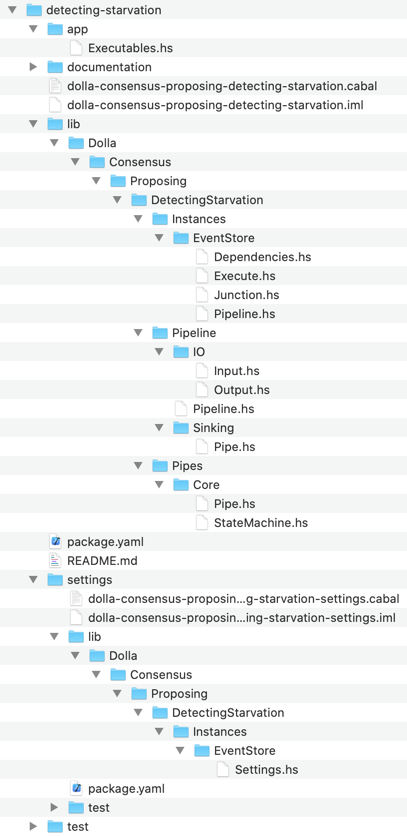 detecting-starvation
app
Executables.hs
documentation
dolla-consensus-proposing-detecting-starvation.cabal
dolla-consensus-proposing-detecting-starvation.iml
lib
Dolla
Consensus
Proposing
DetectingStarvation
Instances
EventStore
Dependencies.hs
Execute.hs
Junction.hs
Pipeline.hs
Pipeline
IO
Input.hs
Output.hs
Pipeline.hs
Sinking
Pipe.hs
Pipes
Core
Pipe.hs
StateMachine.hs
package.yaml
README.md
settings
dolla-consensus-proposin...g-starvation-settings.cabal
dolla-consensus-proposin...ing-starvation-settings.iml
lib
Dolla
Consensus
Proposing
DetectingStarvation
Instances
EventStore
Settings.hs
package.yaml
test
test